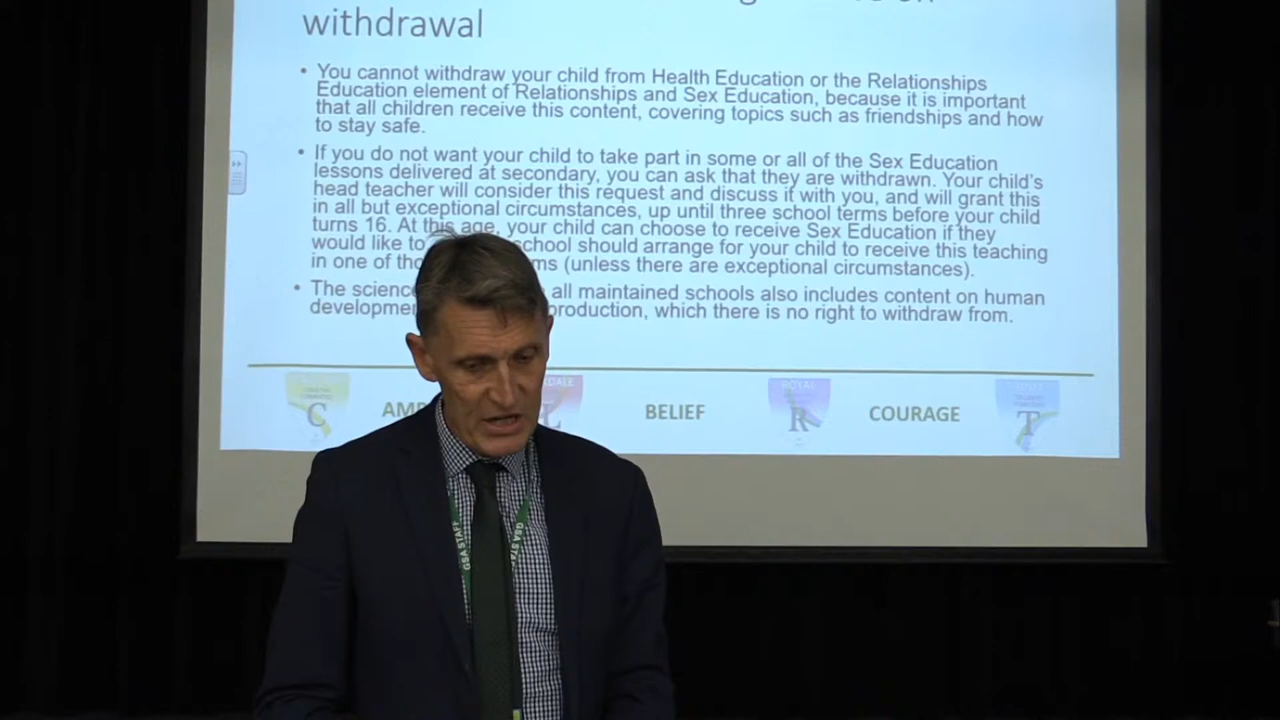 withdrawal
• You cannot withdraw your child from Health Education or the Relationships
Education element of Relationships and Sex Education, because it is important
that all children receive this content, covering topics such as friendships and how
to stay safe.
• If you do not want your child to take part in some or all of the Sex Education
lessons delivered at secondary, you can ask that they are withdrawn. Your child's
head teacher will consider this request and discuss it with you, and will grant this
in all but exceptional circumstances, up until three school terms before your child
turns 16. At this age, your child can choose to receive Sex Education if they
would like to school should arrange for your child to receive this teaching
in one of ms (unless there are exceptional circumstances).
• The science all maintained schools also includes content on human
production, which there is no right to withdraw from.
C
L
BELIEF
ROYAL
R
COURAGE
T
GSA STAFF
GSA STAF